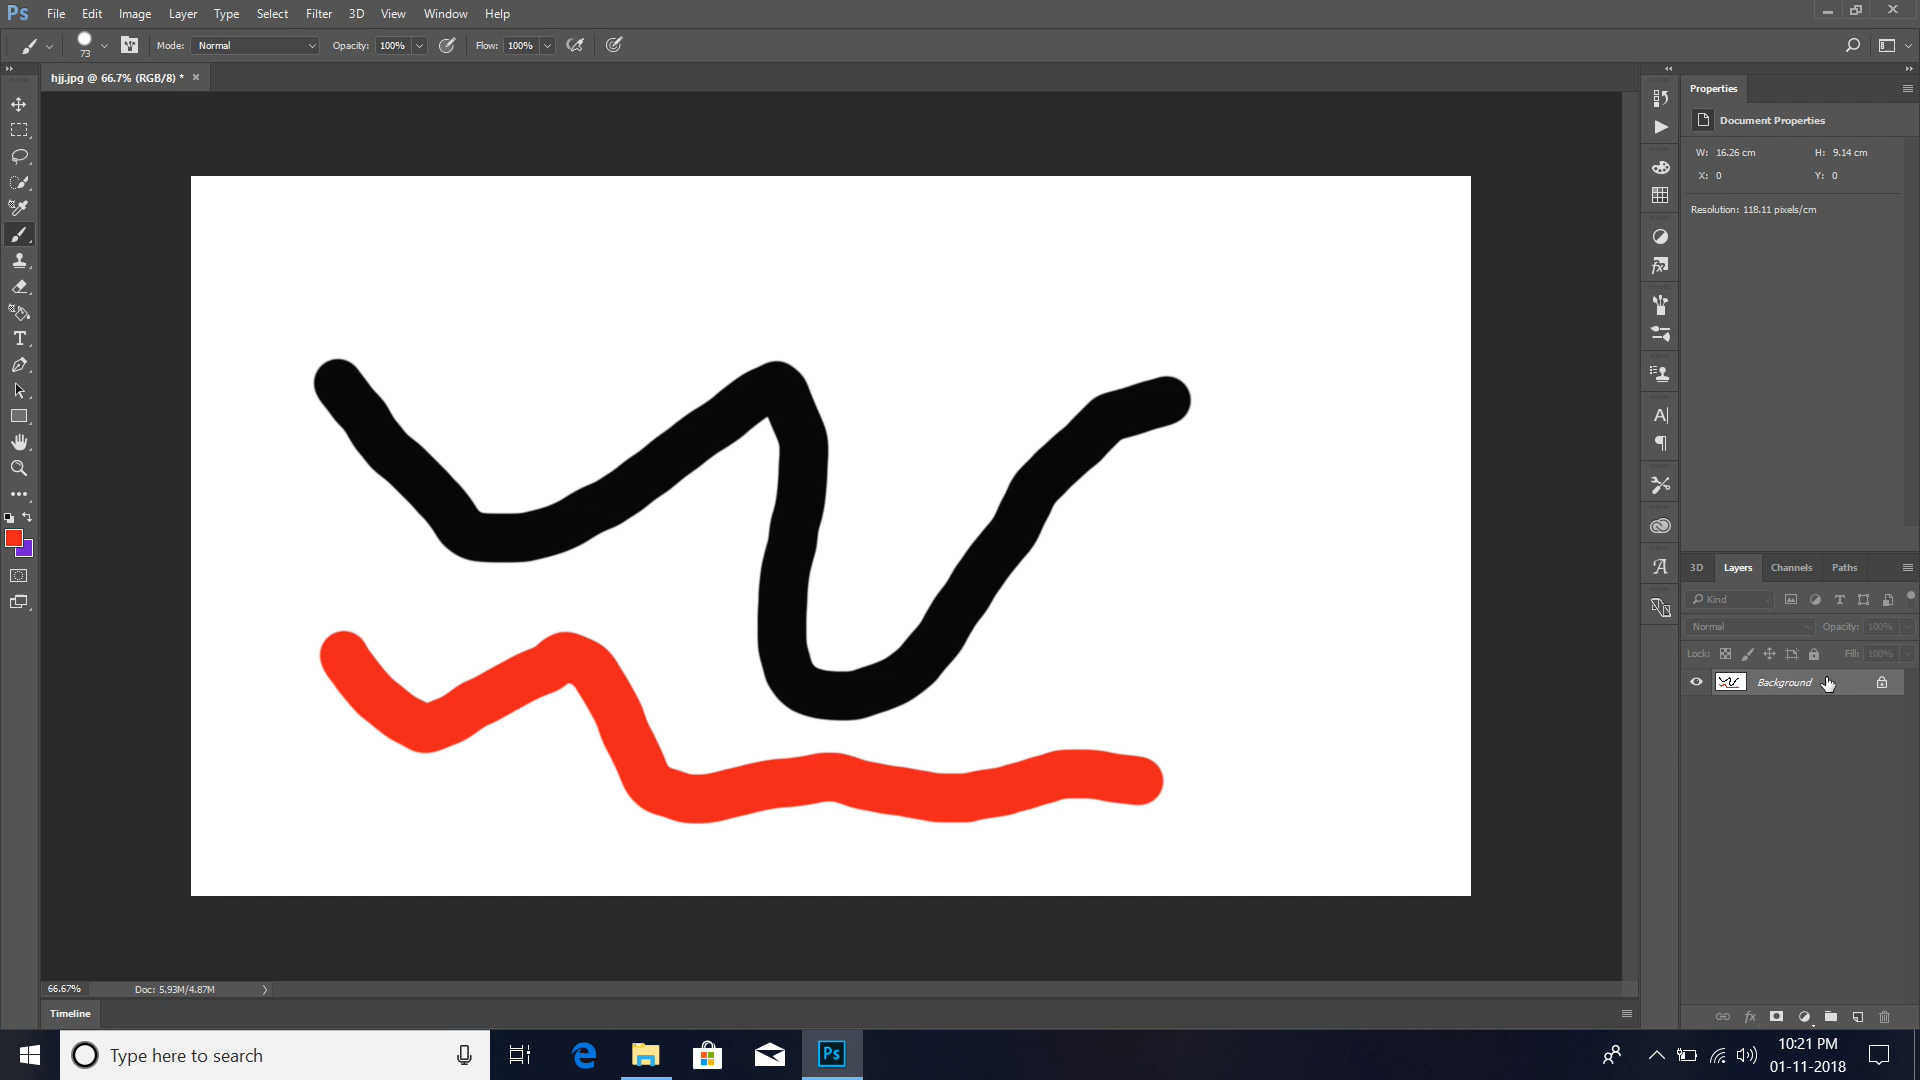 Ps File Edit Image Layer Type Select Filter 3D View Window Help
73 Mode: Normal Opacity: 100% Flow: 100%
hjj.jpg @ 66.7% (RGB/8) * ×
Properties
Document Properties
W: 16.26 cm H: 9.14 cm
X: 0 Y: 0
Resolution: 118.11 pixels/cm
3D Layers Channels Paths
Kind
Normal Opacity: 100%
Lock: Fill: 100%
Background
66.67% Doc: 5.93M/4.87M
Timeline
Type here to search
Ps
10:21 PM
01-11-2018